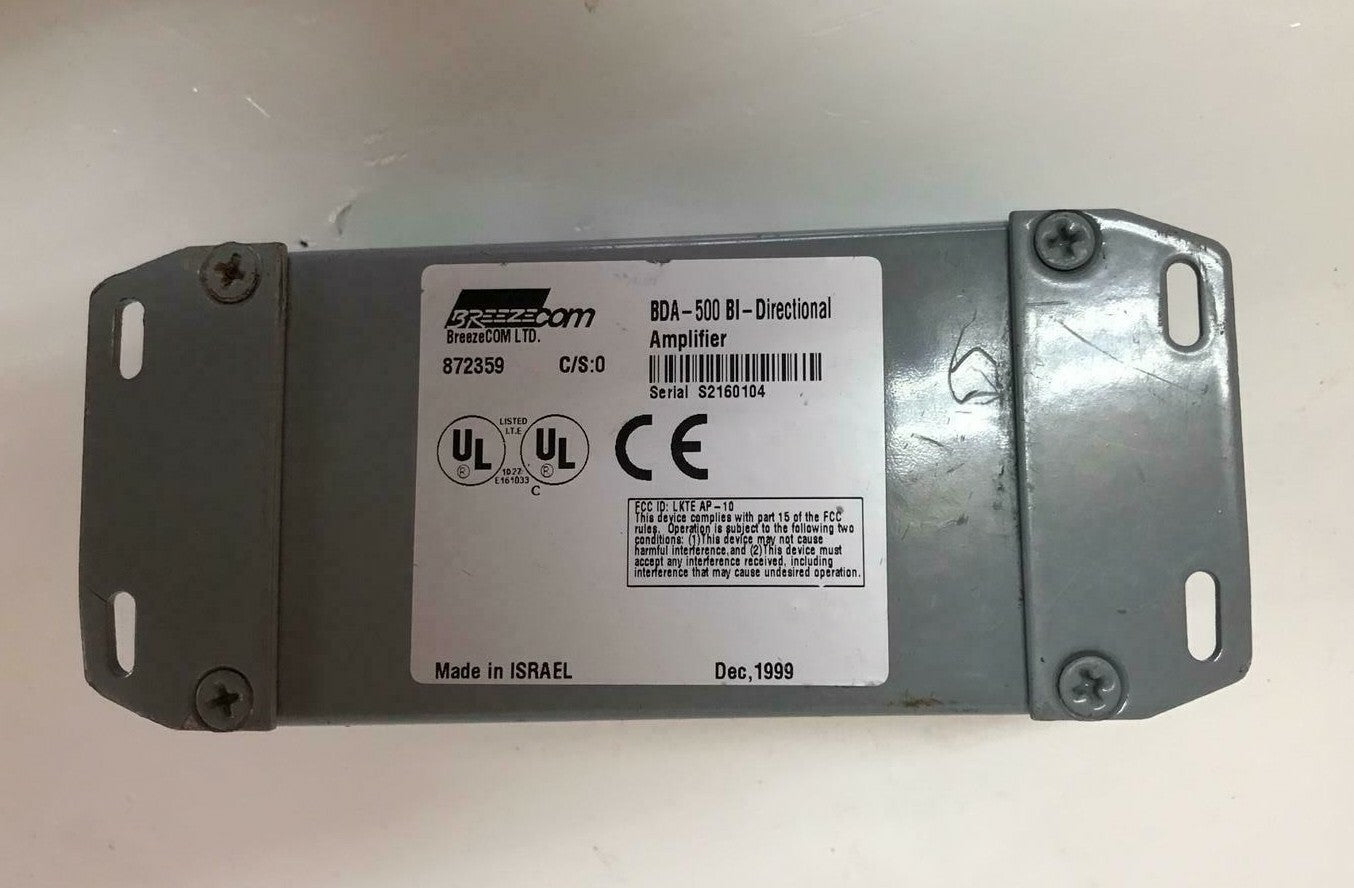 BREEZEcom
BreezeCOM LTD.
872359 C/S:0
BDA-500 BI-Directional
Amplifier
Serial S2160104
UL
®
LISTED
I.T.E
1D27
E161033
UL
®
C
CE
FCC ID: LKTE AP-10
This device complies with part 15 of the FCC
rules. Operation is subject to the following two
conditions: (1)This device may not cause
harmful interference,and (2)This device must
accept any interference received, including
interference that may cause undesired operation.
Made in ISRAEL
Dec,1999